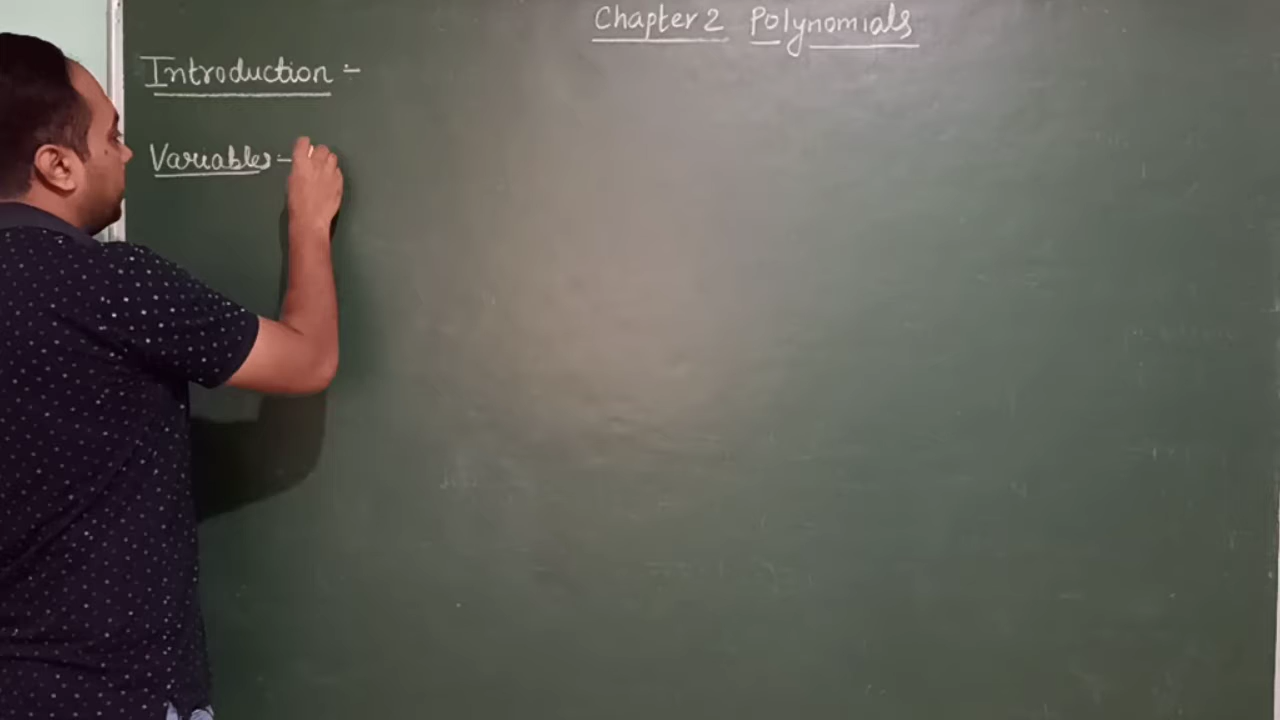 Chapter 2 Polynomials
Introduction :-
Variables :-